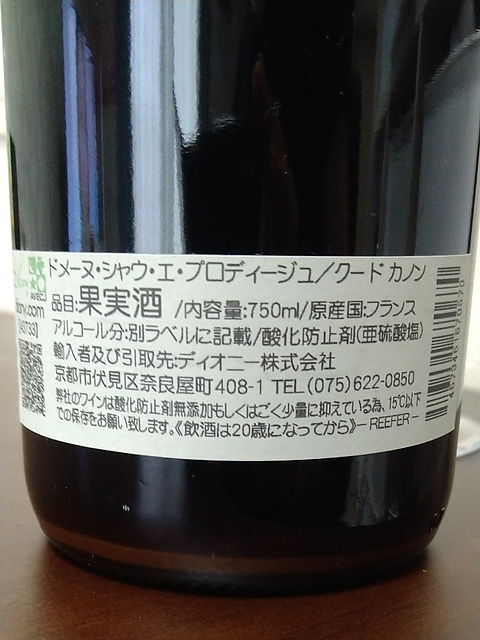 ドメーヌ・シャウ・エ・プロディージュ/クード カノン
品目:果実酒 /内容量:750ml/原産国:フランス
アルコール分:別ラベルに記載/酸化防止剤(亜硫酸塩)
輸入者及び引取先:ディオニー株式会社
京都市伏見区奈良屋町408-1 TEL(075)622-0850
弊社のワインは酸化防止剤無添加もしくはごく少量に抑えている為、15℃以下
での保存をお願い致します。《飲酒は20歳になってから》－REEFER－